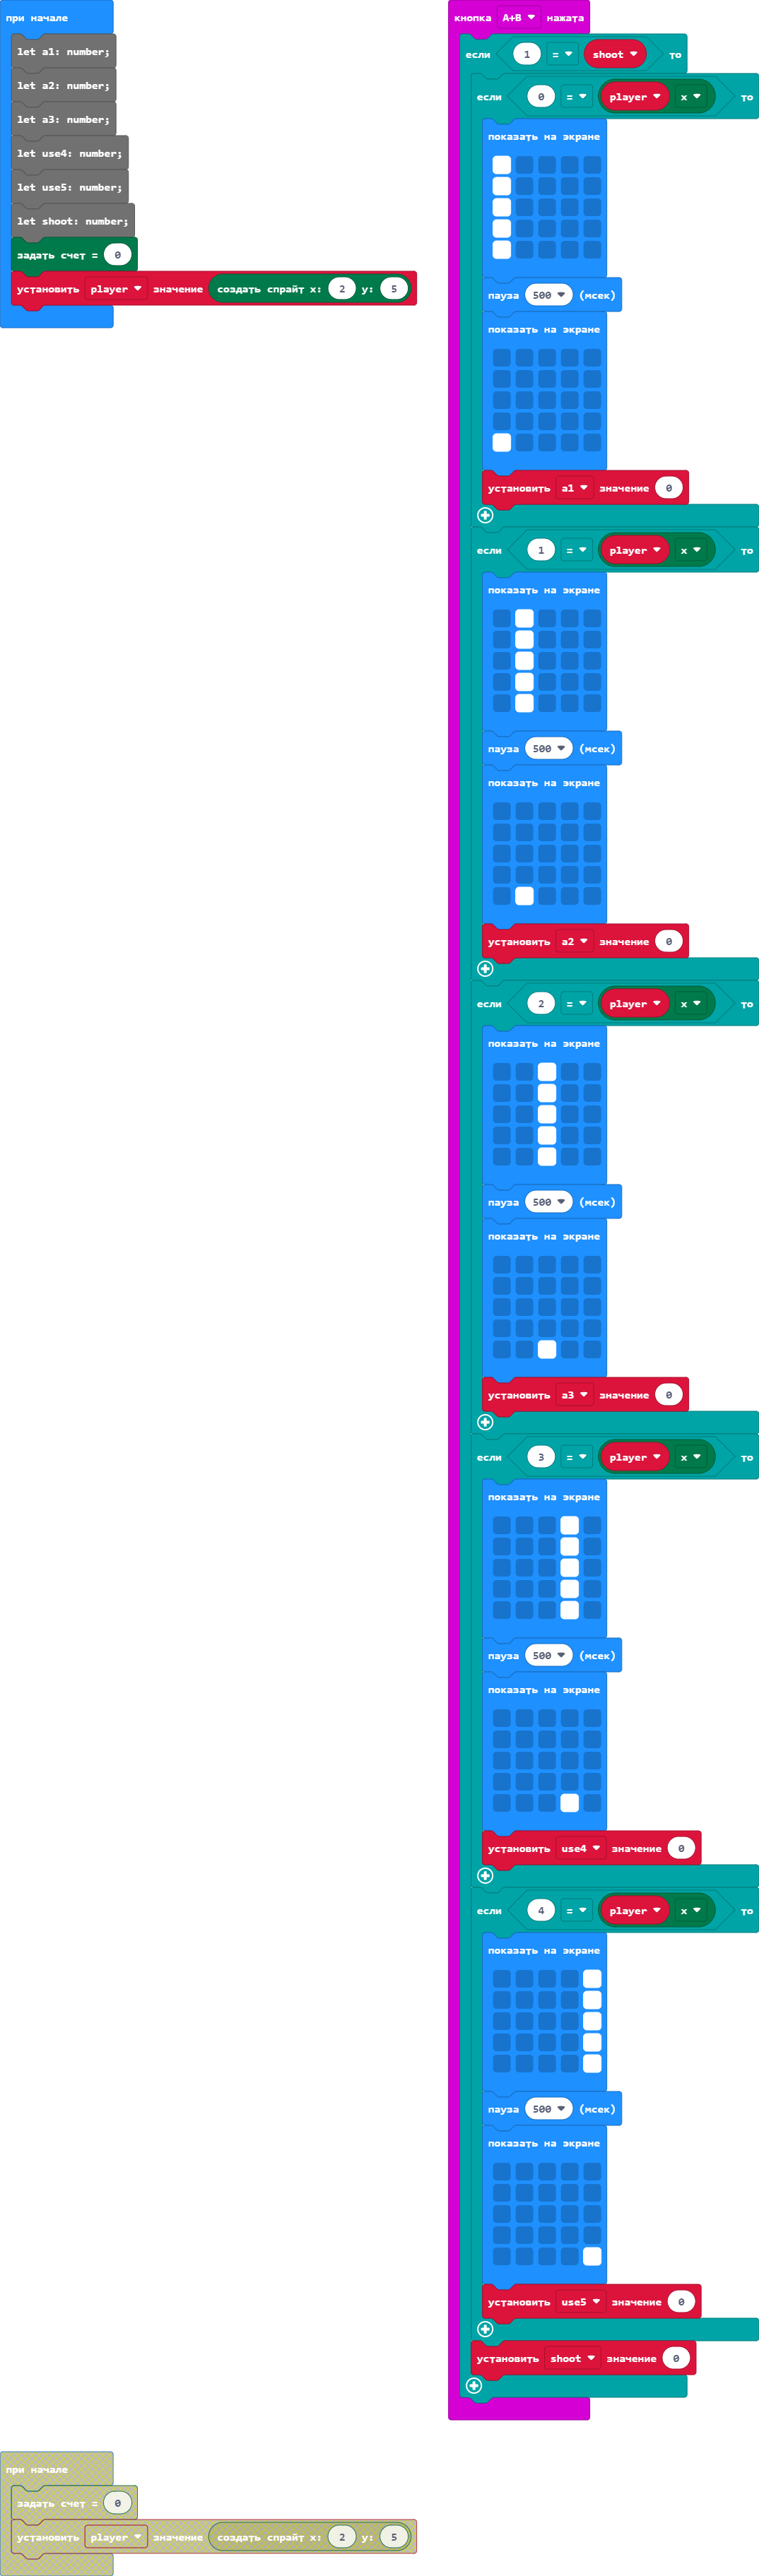 при начале
let a1: number;
let a2: number;
let a3: number;
let use4: number;
let use5: number;
let shoot: number;
задать счет = 0
установить player значение создать спрайт x: 2 y: 5
кнопка A+B нажата
если 1 = shoot то
если 0 = player x то
показать на экране
пауза 500 (мсек)
показать на экране
установить a1 значение 0
если 1 = player x то
показать на экране
пауза 500 (мсек)
показать на экране
установить a2 значение 0
если 2 = player x то
показать на экране
пауза 500 (мсек)
показать на экране
установить a3 значение 0
если 3 = player x то
показать на экране
пауза 500 (мсек)
показать на экране
установить use4 значение 0
если 4 = player x то
показать на экране
пауза 500 (мсек)
показать на экране
установить use5 значение 0
установить shoot значение 0
при начале
задать счет = 0
установить player значение создать спрайт x: 2 y: 5